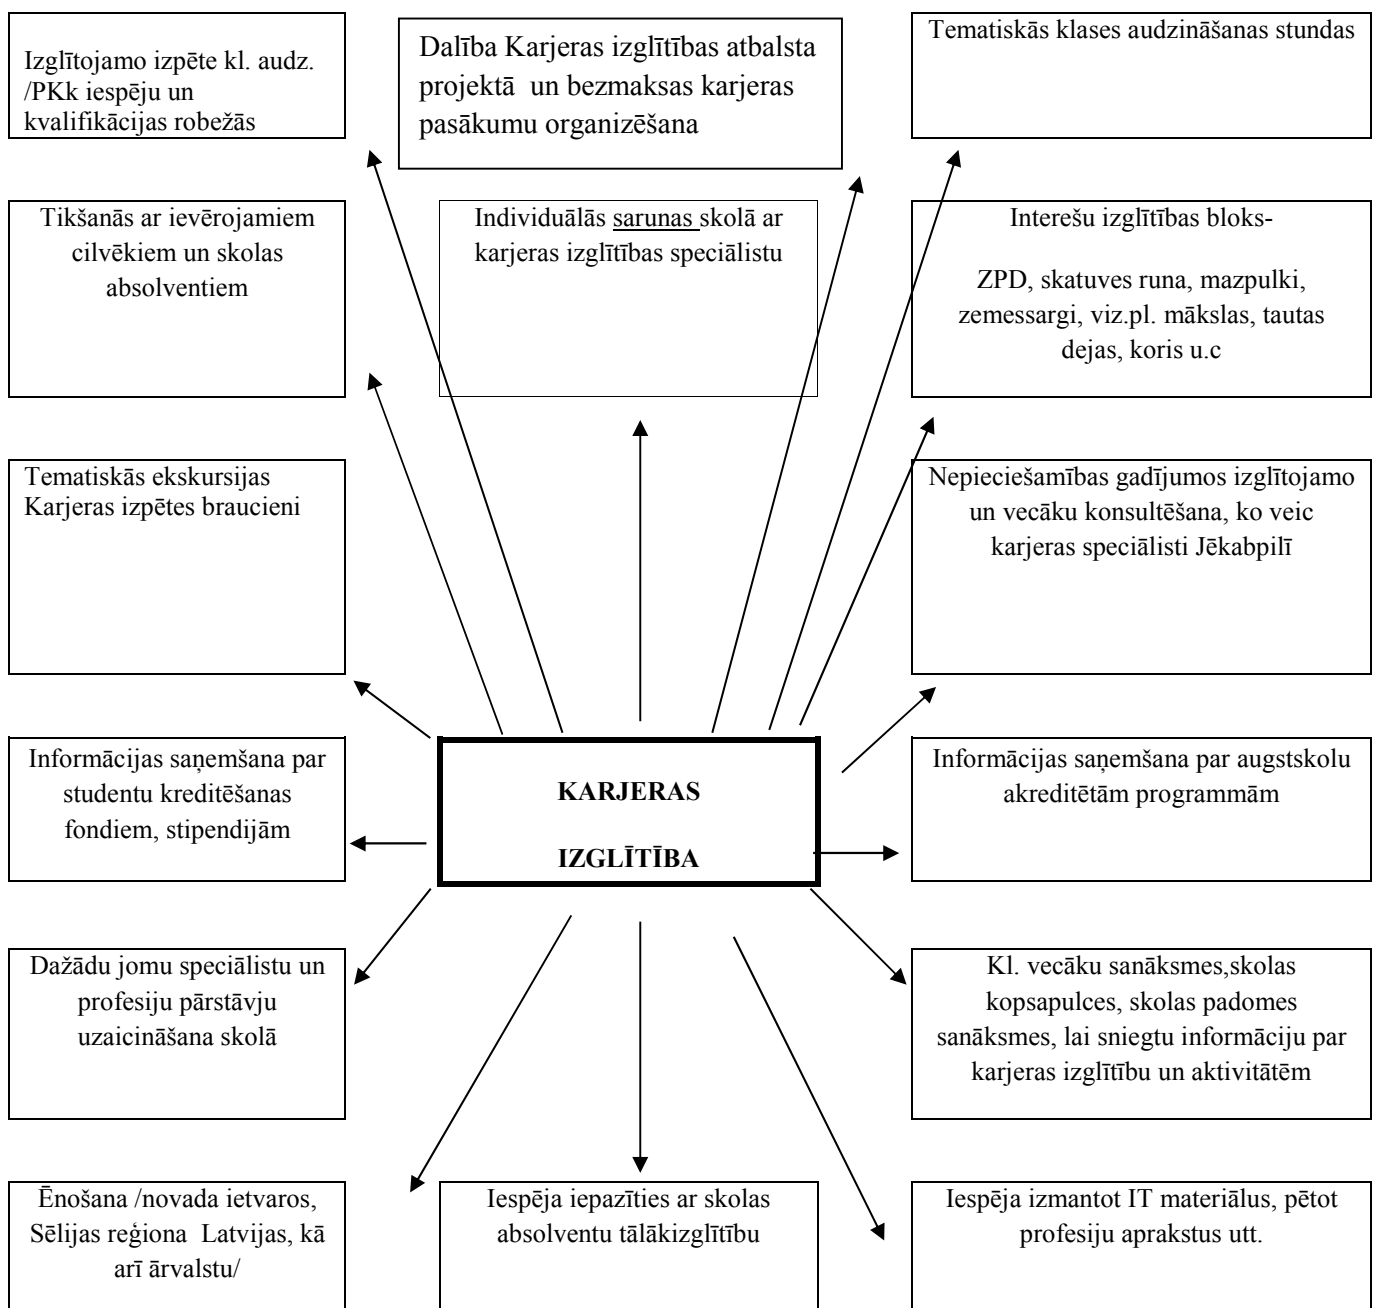 Izglītojamo izpēte kl. audz.
/PKk iespēju un
kvalifikācijas robežās
Dalība Karjeras izglītības atbalsta
projektā un bezmaksas karjeras
pasākumu organizēšana
Tematiskās klases audzināšanas stundas
Tikšanās ar ievērojamiem
cilvēkiem un skolas
absolventiem
Individuālās sarunas skolā ar
karjeras izglītības speciālistu
Interešu izglītības bloks-
ZPD, skatuves runa, mazpulki,
zemessargi, viz.pl. mākslas, tautas
dejas, koris u.c
Tematiskās ekskursijas
Karjeras izpētes braucieni
Nepieciešamības gadījumos izglītojamo
un vecāku konsultēšana, ko veic
karjeras speciālisti Jēkabpilī
Informācijas saņemšana par
studentu kreditēšanas
fondiem, stipendijām
KARJERAS
IZGLĪTĪBA
Informācijas saņemšana par augstskolu
akreditētām programmām
Dažādu jomu speciālistu un
profesiju pārstāvju
uzaicināšana skolā
Kl. vecāku sanāksmes,skolas
kopsapulces, skolas padomes
sanāksmes, lai sniegtu informāciju par
karjeras izglītību un aktivitātēm
Ēnošana /novada ietvaros,
Sēlijas reģiona Latvijas, kā
arī ārvalstu/
Iespēja iepazīties ar skolas
absolventu tālākizglītību
Iespēja izmantot IT materiālus, pētot
profesiju aprakstus utt.